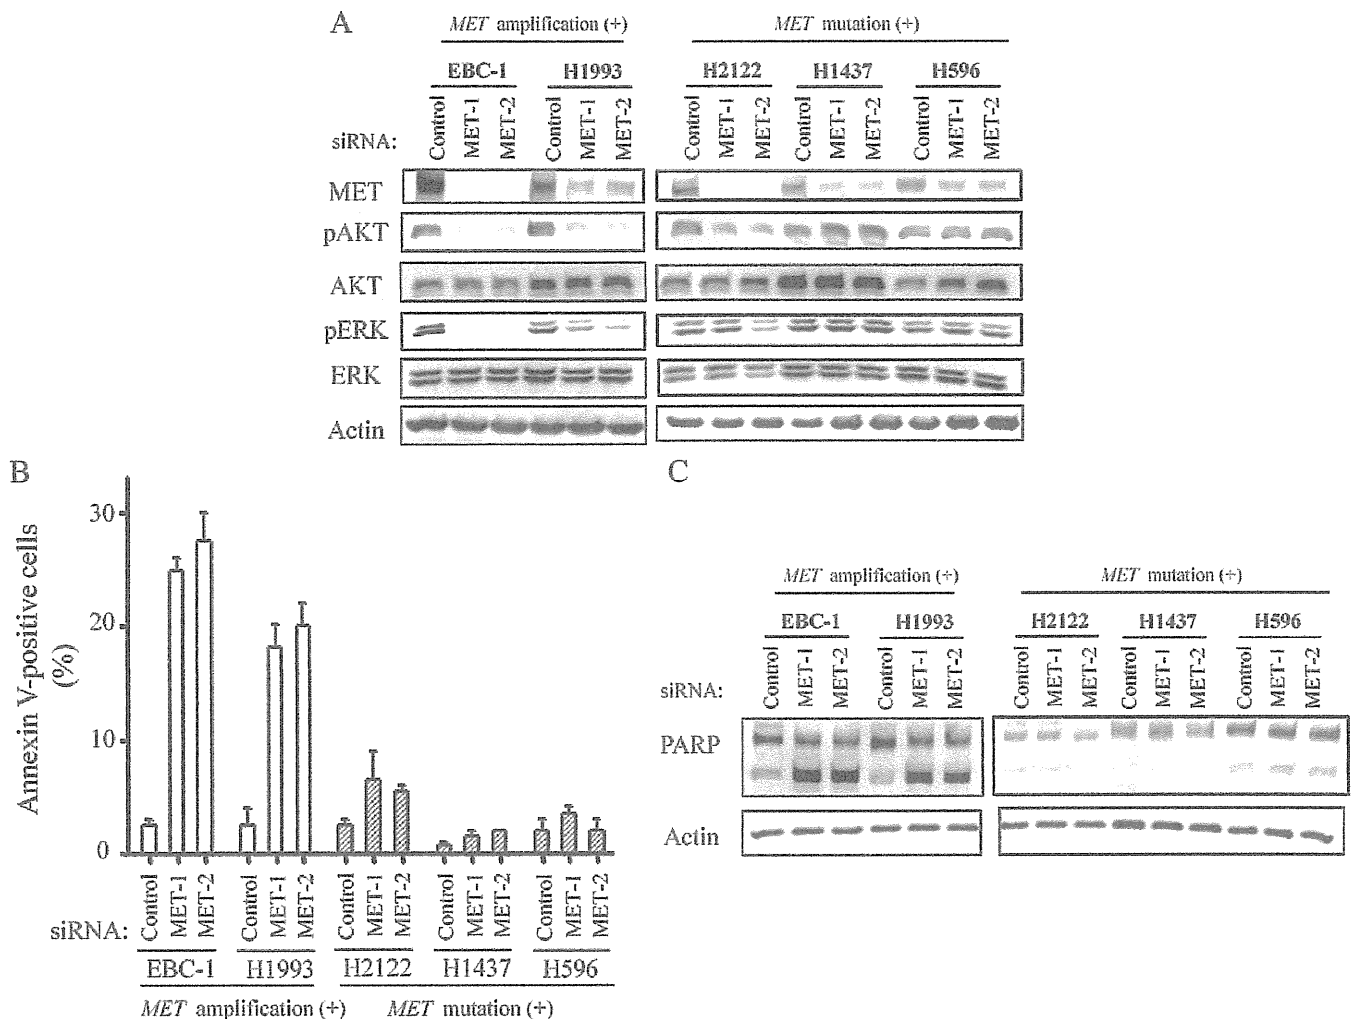 A
MET amplification (+) MET mutation (+)
EBC-1 H1993 H2122 H1437 H596
siRNA: Control MET-1 MET-2 Control MET-1 MET-2 Control MET-1 MET-2 Control MET-1 MET-2 Control MET-1 MET-2
MET
pAKT
AKT
pERK
ERK
Actin
B
Annexin V-positive cells
(%)
30
20
10
0
siRNA: Control MET-1 MET-2 Control MET-1 MET-2 Control MET-1 MET-2 Control MET-1 MET-2 Control MET-1 MET-2
EBC-1 H1993 H2122 H1437 H596
MET amplification (+) MET mutation (+)
C
MET amplification (+) MET mutation (+)
EBC-1 H1993 H2122 H1437 H596
siRNA: Control MET-1 MET-2 Control MET-1 MET-2 Control MET-1 MET-2 Control MET-1 MET-2 Control MET-1 MET-2
PARP
Actin